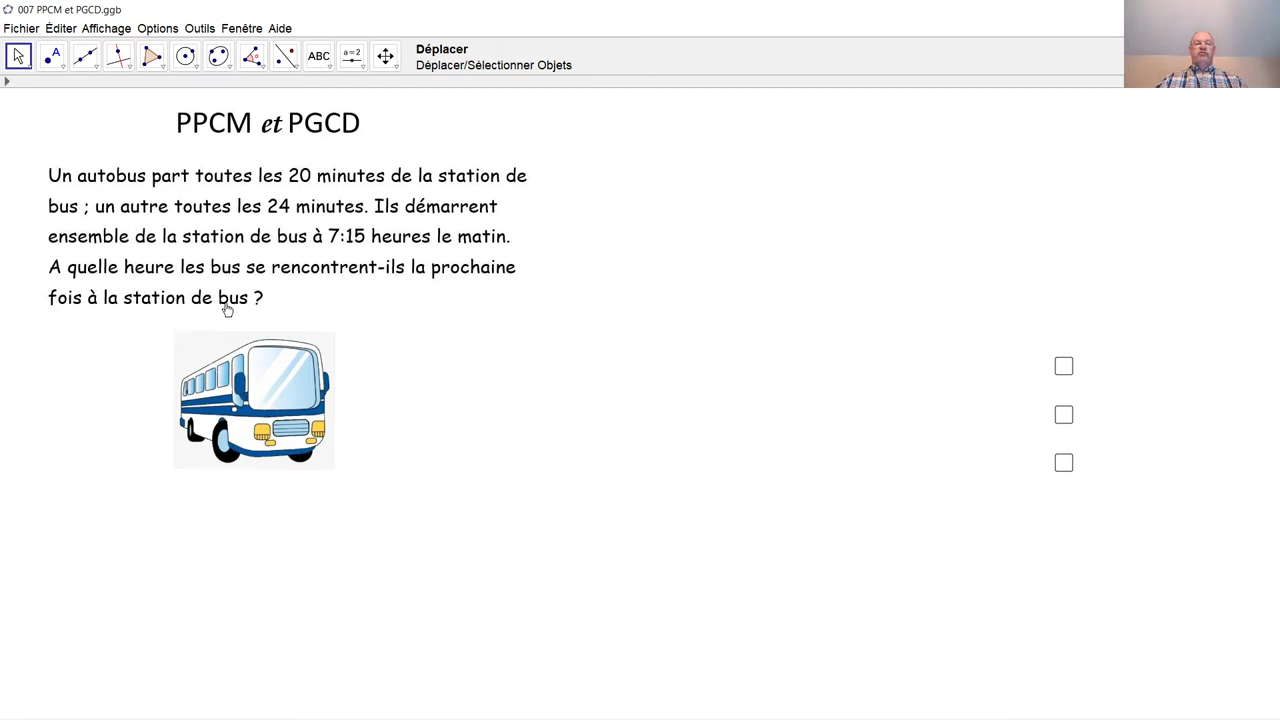 007 PPCM et PGCD.ggb
Fichier Éditer Affichage Options Outils Fenêtre Aide
A ABC a=2 Déplacer
Déplacer/Sélectionner Objets
PPCM et PGCD
Un autobus part toutes les 20 minutes de la station de
bus ; un autre toutes les 24 minutes. Ils démarrent
ensemble de la station de bus à 7:15 heures le matin.
A quelle heure les bus se rencontrent-ils la prochaine
fois à la station de bus ?